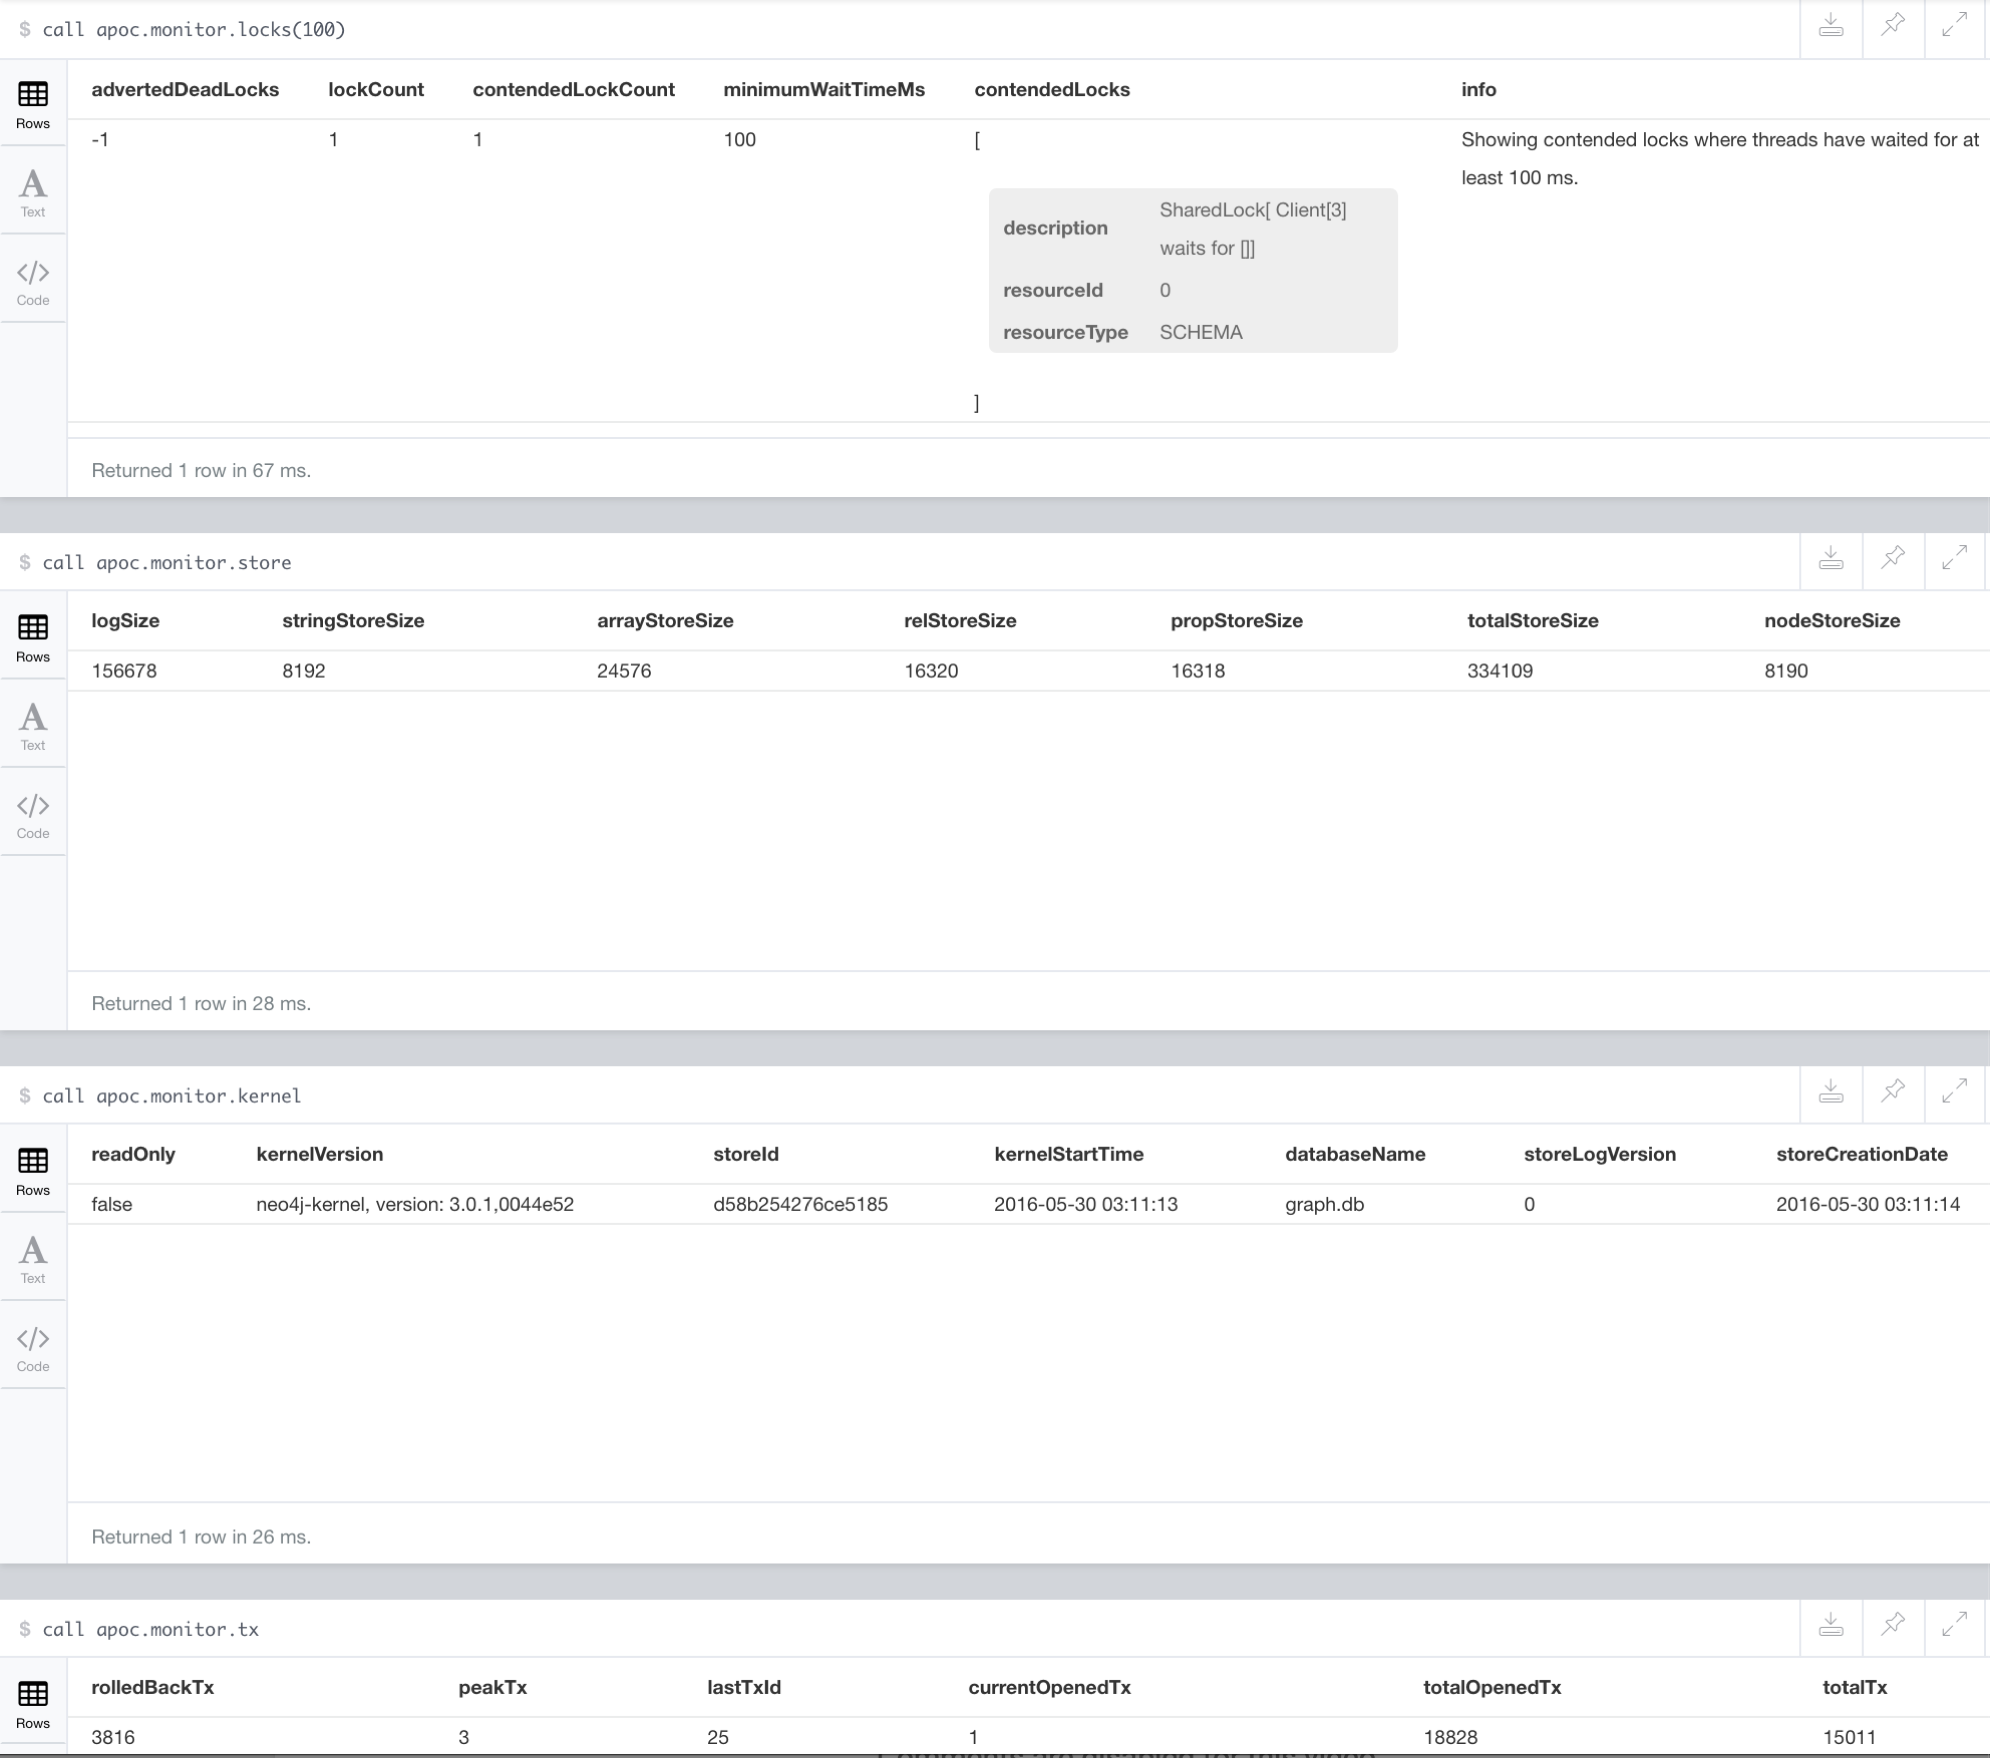 $ call apoc.monitor.locks(100)
Rows
Text
Code
advertedDeadLocks lockCount contendedLockCount minimumWaitTimeMs contendedLocks info
-1 1 1 100 [ Showing contended locks where threads have waited for at
least 100 ms.
description SharedLock[ Client[3]
waits for []]
resourceId 0
resourceType SCHEMA
]
Returned 1 row in 67 ms.
$ call apoc.monitor.store
Rows
Text
Code
logSize stringStoreSize arrayStoreSize relStoreSize propStoreSize totalStoreSize nodeStoreSize
156678 8192 24576 16320 16318 334109 8190
Returned 1 row in 28 ms.
$ call apoc.monitor.kernel
Rows
Text
Code
readOnly kernelVersion storeId kernelStartTime databaseName storeLogVersion storeCreationDate
false neo4j-kernel, version: 3.0.1,0044e52 d58b254276ce5185 2016-05-30 03:11:13 graph.db 0 2016-05-30 03:11:14
Returned 1 row in 26 ms.
$ call apoc.monitor.tx
Rows
rolledBackTx peakTx lastTxId currentOpenedTx totalOpenedTx totalTx
3816 3 25 1 18828 15011